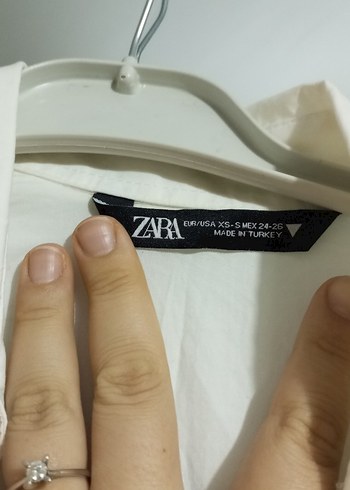 ZARA
EUR/USA XS-S MEX 24-26
MADE IN TURKEY